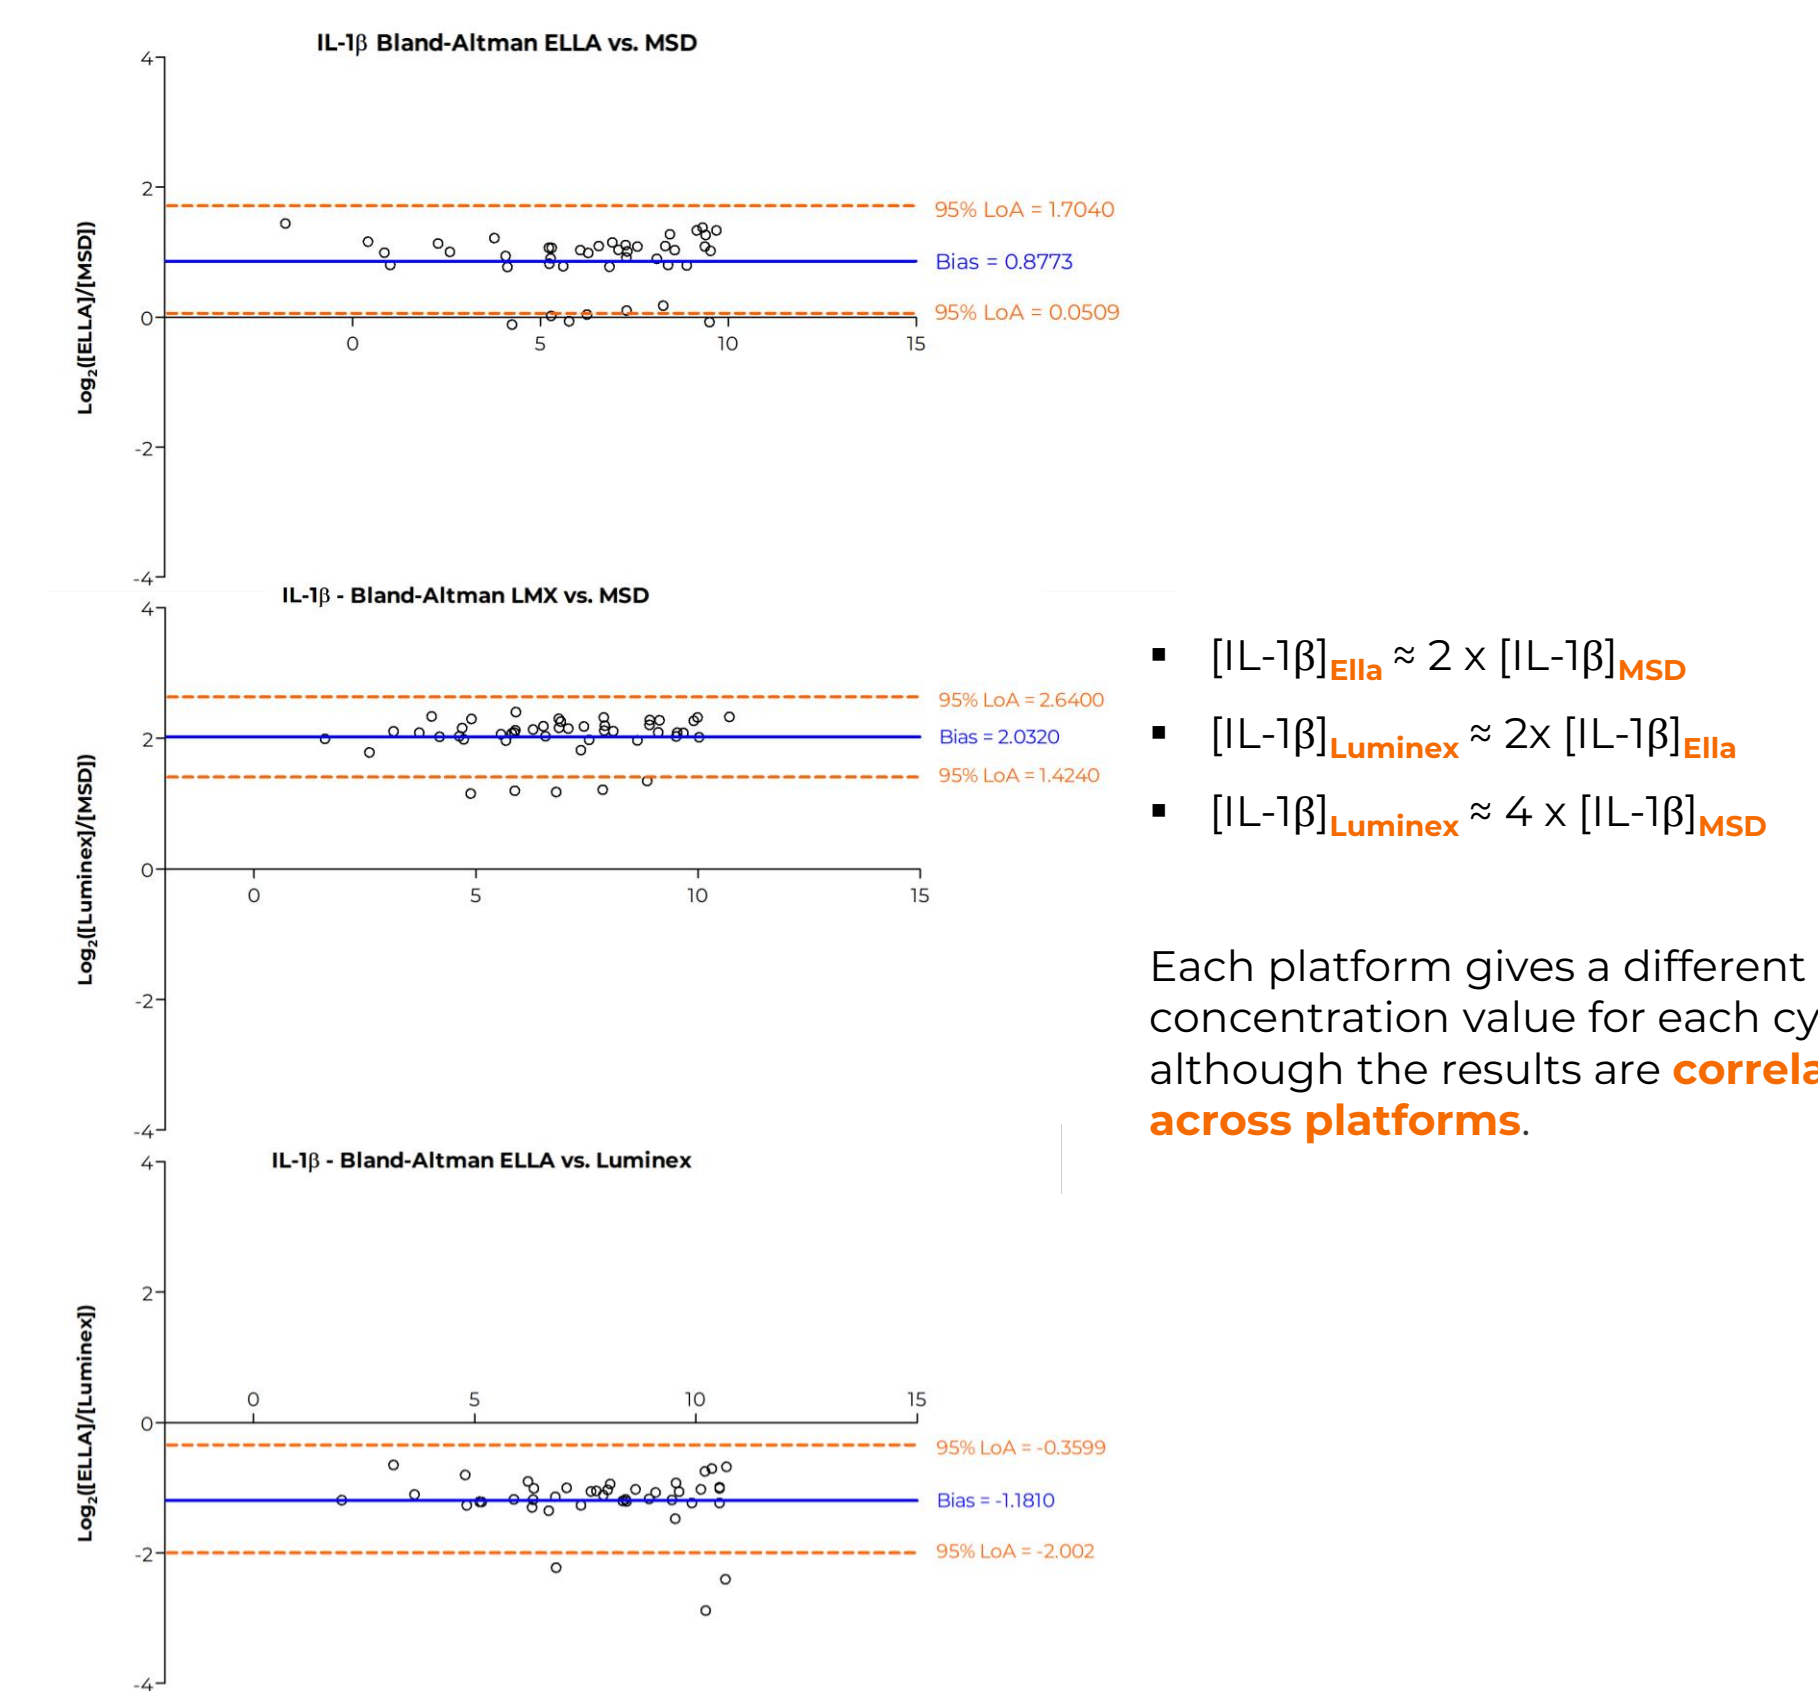 IL-1β Bland-Altman ELLA vs. MSD
Log₂([ELLA]/[MSD])
4
2
0
-2
-4
0 5 10 15
95% LoA = 1.7040
Bias = 0.8773
95% LoA = 0.0509
IL-1β - Bland-Altman LMX vs. MSD
Log₂([Luminex]/[MSD])
4
2
0
-2
-4
0 5 10 15
95% LoA = 2.6400
Bias = 2.0320
95% LoA = 1.4240
IL-1β - Bland-Altman ELLA vs. Luminex
Log₂([ELLA]/[Luminex])
4
2
0
-2
-4
0 5 10 15
95% LoA = -0.3599
Bias = -1.1810
95% LoA = -2.002
▪ [IL-1β]Ella ≈ 2 x [IL-1β]MSD
▪ [IL-1β]Luminex ≈ 2x [IL-1β]Ella
▪ [IL-1β]Luminex ≈ 4 x [IL-1β]MSD
Each platform gives a different
concentration value for each cy
although the results are correla
across platforms.